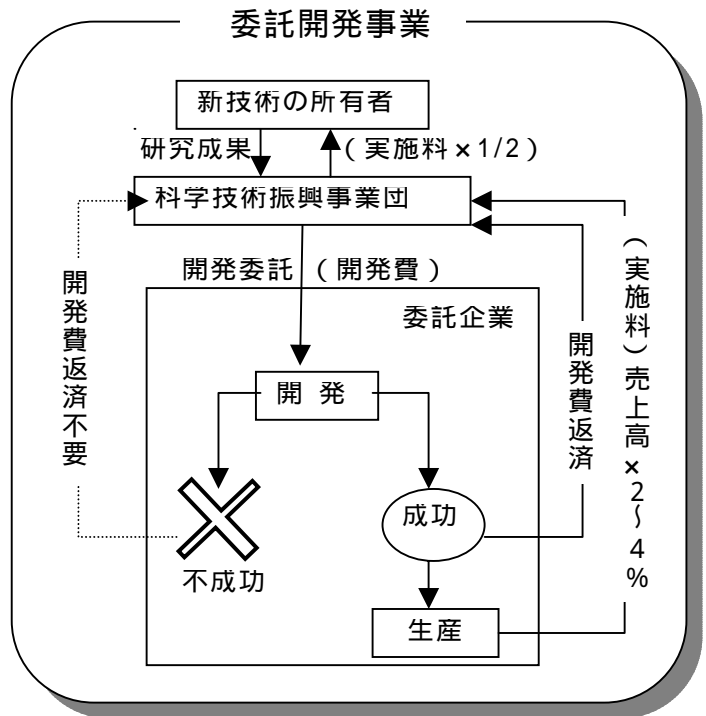 委託開発事業
新技術の所有者
研究成果
（実施料×1/2）
科学技術振興事業団
開発委託（開発費）
委託企業
開発
成功
不成功
生産
開発費返済不要
開発費返済
（実施料）売上高×2～4%